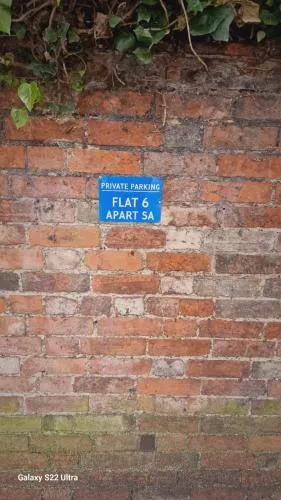 PRIVATE PARKING
FLAT 6
APART SA
Galaxy S22 Ultra